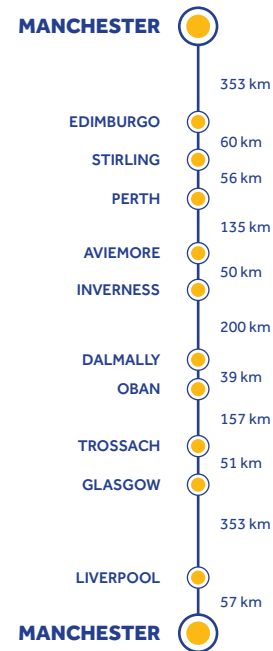 MANCHESTER
353 km
EDIMBURGO
60 km
STIRLING
56 km
PERTH
135 km
AVIEMORE
50 km
INVERNESS
200 km
DALMALLY
39 km
OBAN
157 km
TROSSACH
51 km
GLASGOW
353 km
LIVERPOOL
57 km
MANCHESTER